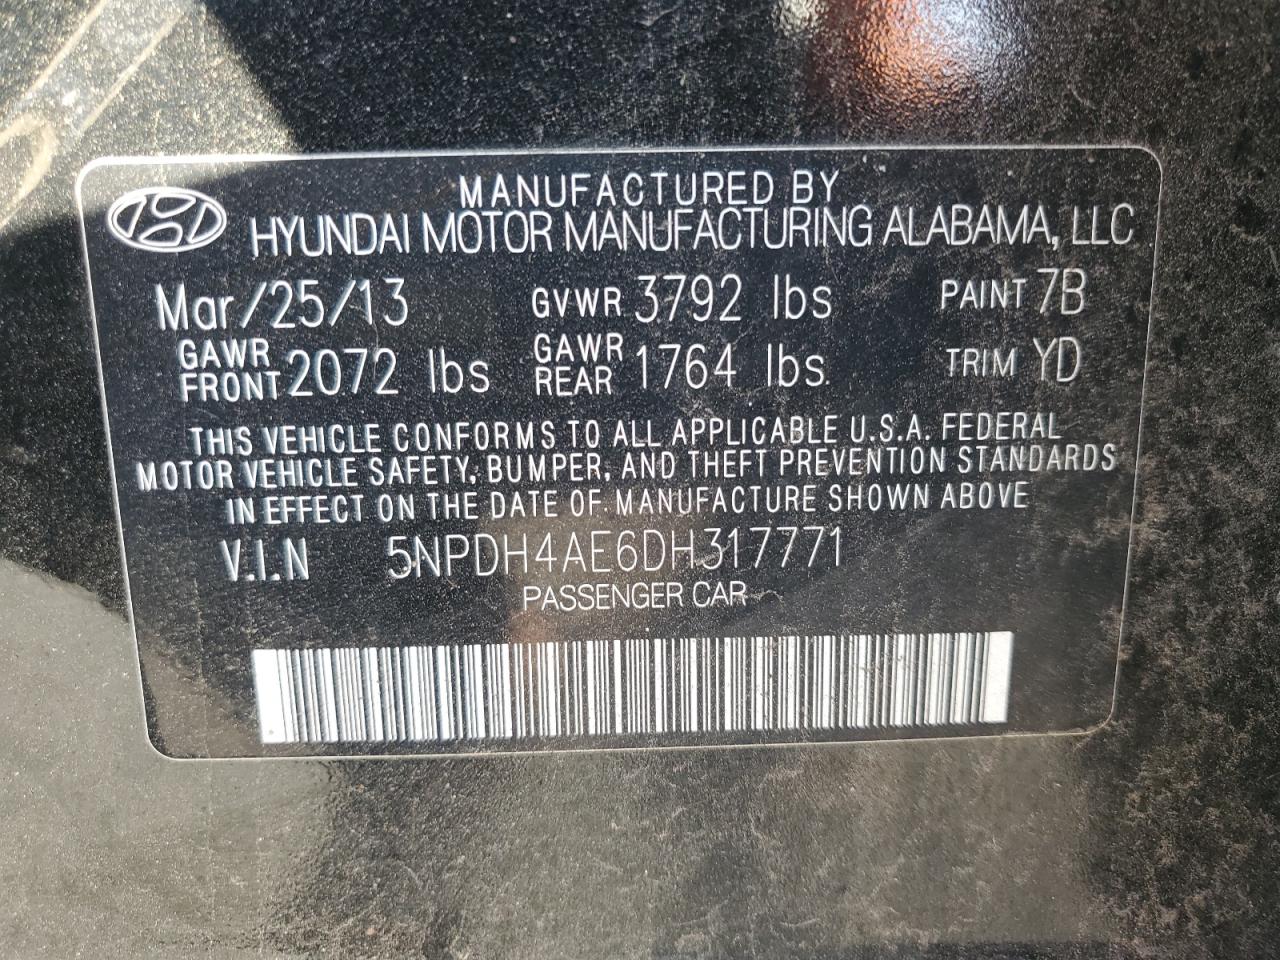 MANUFACTURED BY
HYUNDAI MOTOR MANUFACTURING ALABAMA, LLC
Mar/25/13 GVWR 3792 lbs PAINT 7B
GAWR FRONT 2072 lbs GAWR REAR 1764 lbs. TRIM YD
THIS VEHICLE CONFORMS TO ALL APPLICABLE U.S.A. FEDERAL
MOTOR VEHICLE SAFETY, BUMPER, AND THEFT PREVENTION STANDARDS
IN EFFECT ON THE DATE OF MANUFACTURE SHOWN ABOVE
V.I.N 5NPDH4AE6DH317771
PASSENGER CAR